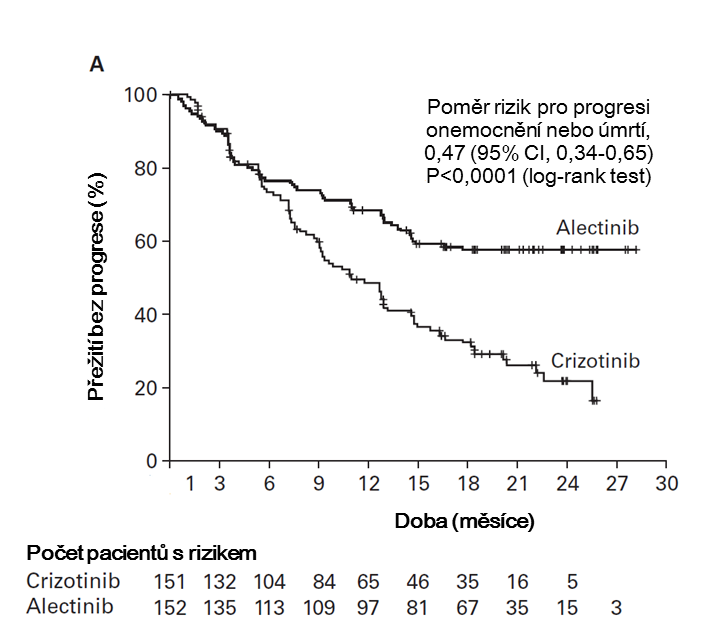 A
Poměr rizik pro progresi
onemocnění nebo úmrtí,
0,47 (95% CI, 0,34-0,65)
P<0,0001 (log-rank test)
100
80
60
40
20
0
Přežití bez progrese (%)
Alectinib
Crizotinib
1 3 6 9 12 15 18 21 24 27 30
Doba (měsíce)
Počet pacientů s rizikem
Crizotinib 151 132 104 84 65 46 35 16 5
Alectinib 152 135 113 109 97 81 67 35 15 3